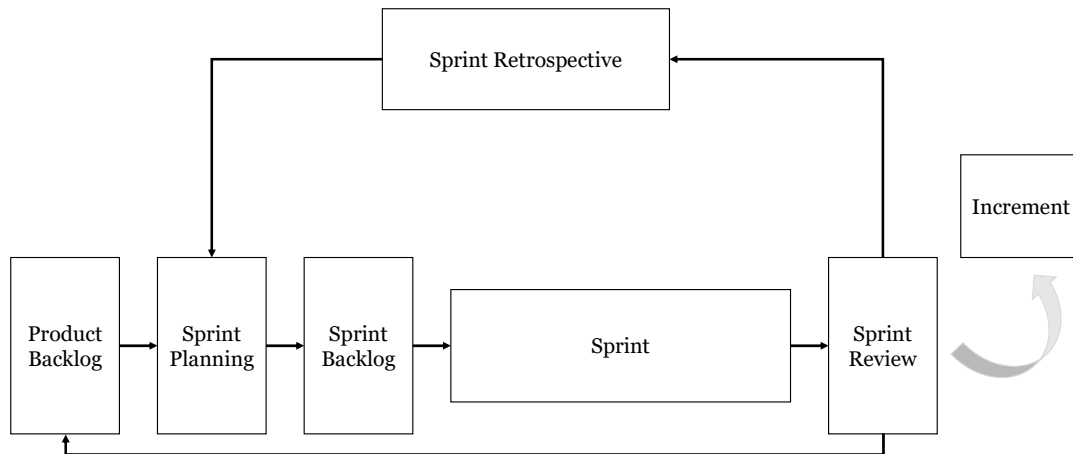 Sprint Retrospective
Increment
Product
Backlog
Sprint
Planning
Sprint
Backlog
Sprint
Sprint
Review